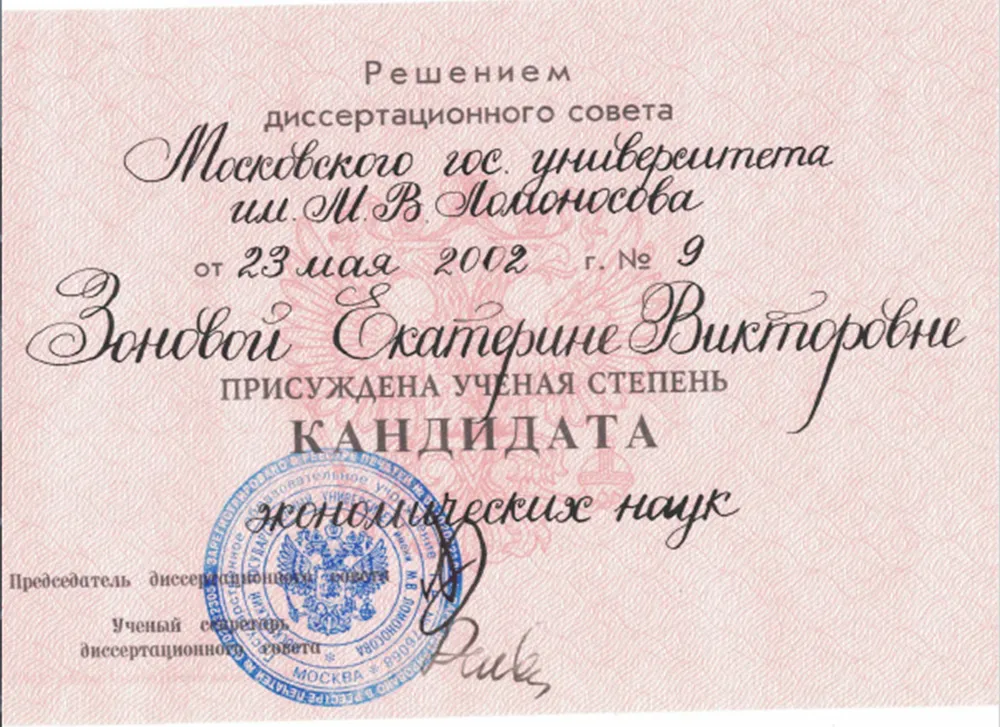 Решением
диссертационного совета
Московского гос. университета
им. М. В. Ломоносова
от 23 мая 2002 г. № 9
Зоновой Екатерине Викторовне
ПРИСУЖДЕНА УЧЕНАЯ СТЕПЕНЬ
КАНДИДАТА
экономических наук
Председатель диссертационного совета
Ученый секретарь
диссертационного совета
МОСКВА